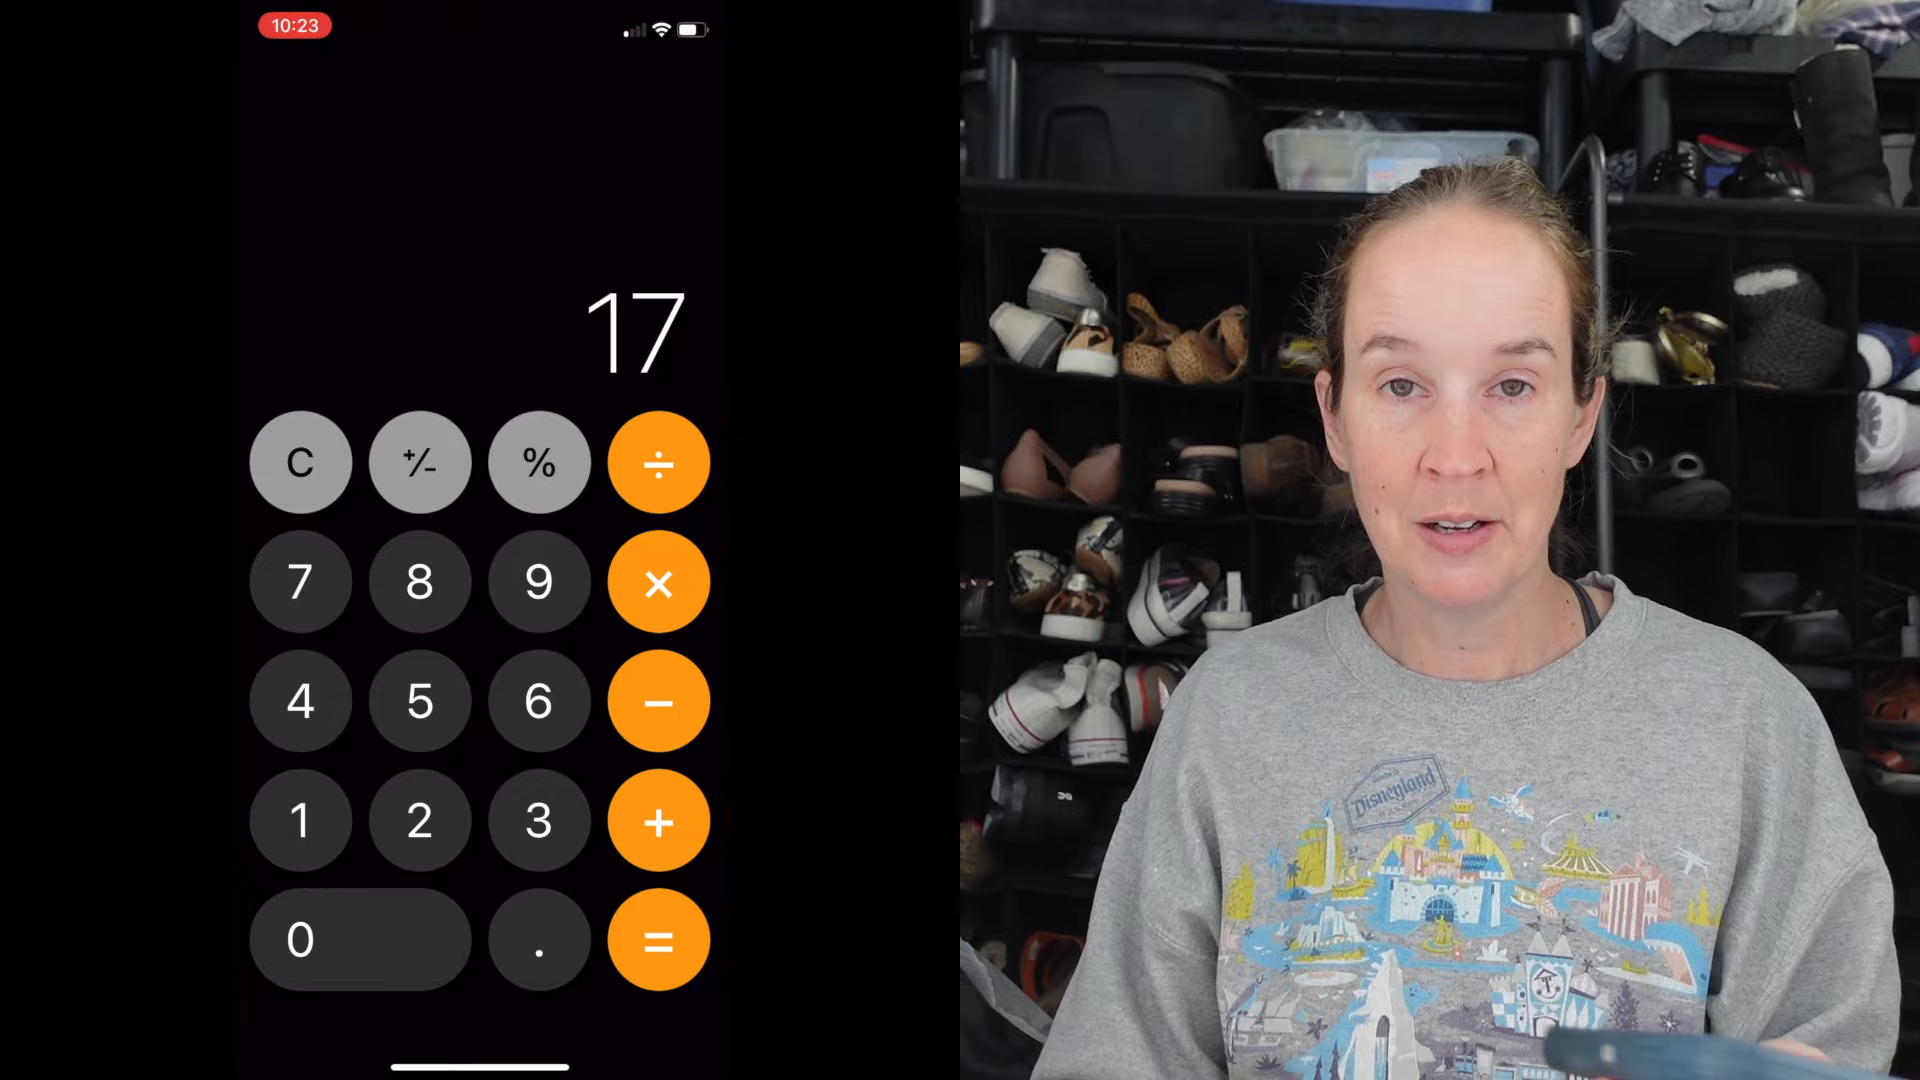 10:23
17
C +/- % ÷
7 8 9 ×
4 5 6 −
1 2 3 +
0 . =
Disneyland